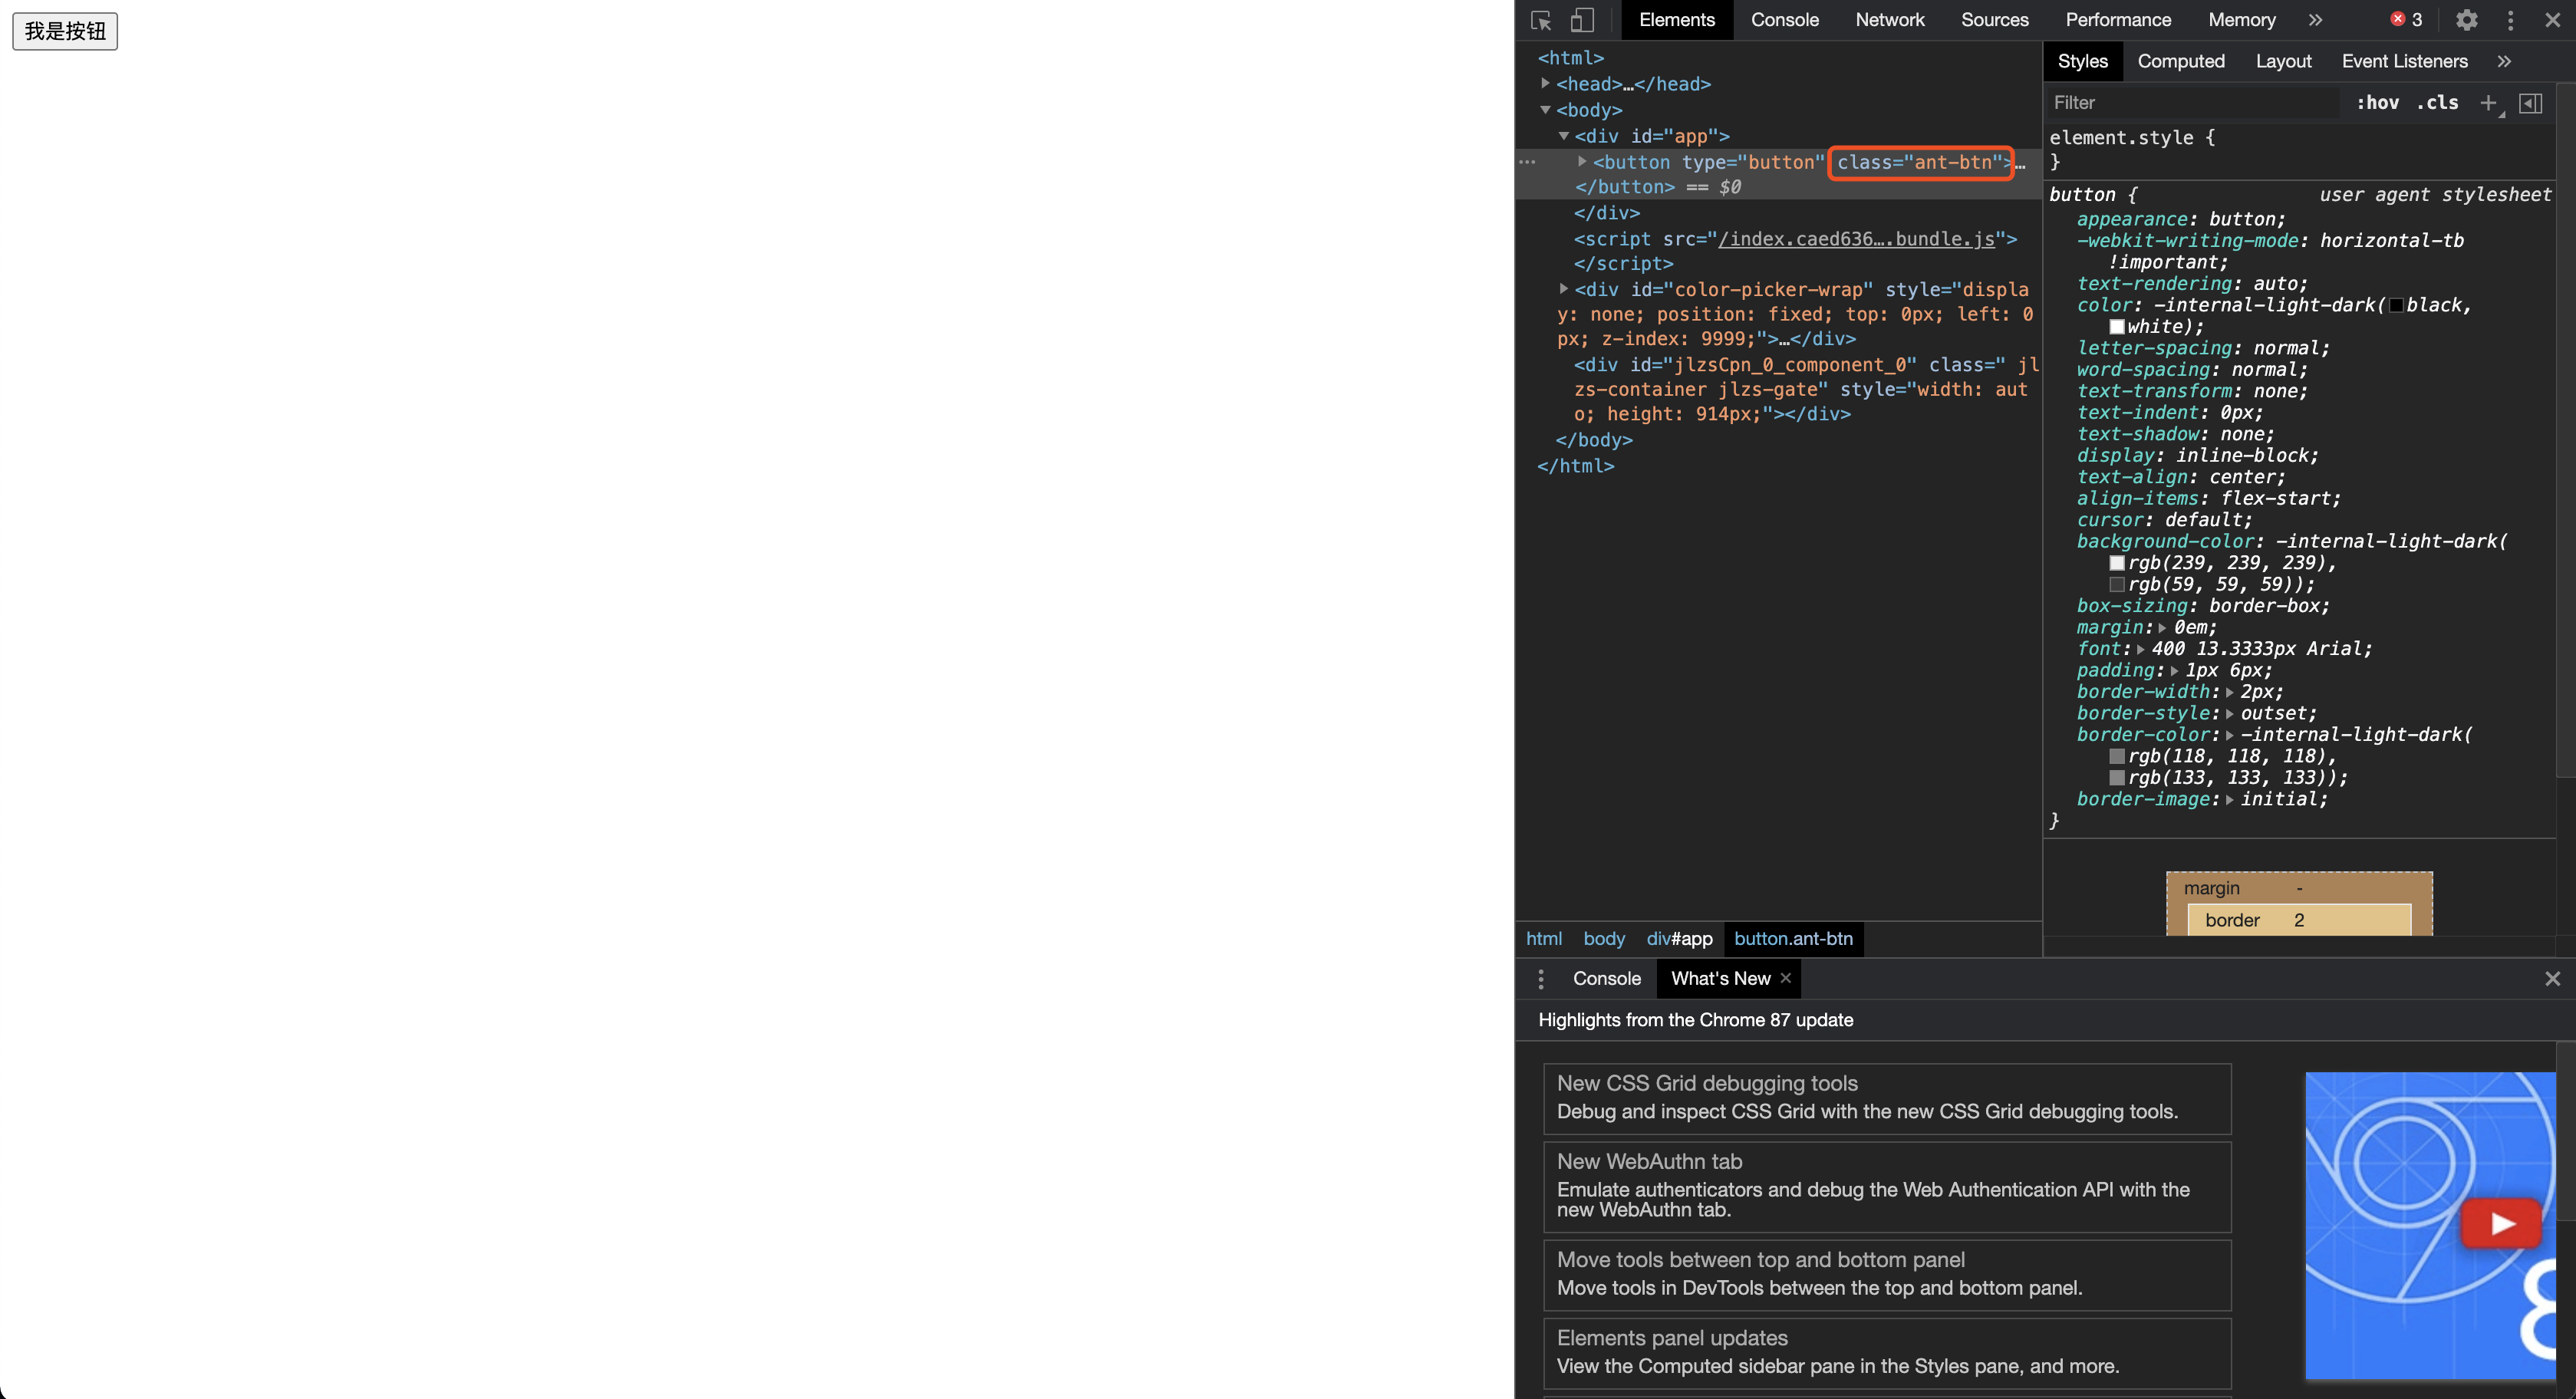 我是按钮
Elements Console Network Sources Performance Memory » 3
<html>
<head>…</head>
<body>
<div id="app">
<button type="button" class="ant-btn">…
</button> == $0
</div>
<script src="/index.caed636….bundle.js">
</script>
<div id="color-picker-wrap" style="displa
y: none; position: fixed; top: 0px; left: 0
px; z-index: 9999;">…</div>
<div id="jlzsCpn_0_component_0" class=" jl
zs-container jlzs-gate" style="width: aut
o; height: 914px;"></div>
</body>
</html>
html body div#app button.ant-btn
Styles Computed Layout Event Listeners »
Filter :hov .cls +
element.style {
}
button { user agent stylesheet
appearance: button;
-webkit-writing-mode: horizontal-tb
!important;
text-rendering: auto;
color: -internal-light-dark(black,
white);
letter-spacing: normal;
word-spacing: normal;
text-transform: none;
text-indent: 0px;
text-shadow: none;
display: inline-block;
text-align: center;
align-items: flex-start;
cursor: default;
background-color: -internal-light-dark(
rgb(239, 239, 239),
rgb(59, 59, 59));
box-sizing: border-box;
margin: 0em;
font: 400 13.3333px Arial;
padding: 1px 6px;
border-width: 2px;
border-style: outset;
border-color: -internal-light-dark(
rgb(118, 118, 118),
rgb(133, 133, 133));
border-image: initial;
}
margin -
border 2
Console What's New
Highlights from the Chrome 87 update
New CSS Grid debugging tools
Debug and inspect CSS Grid with the new CSS Grid debugging tools.
New WebAuthn tab
Emulate authenticators and debug the Web Authentication API with the
new WebAuthn tab.
Move tools between top and bottom panel
Move tools in DevTools between the top and bottom panel.
Elements panel updates
View the Computed sidebar pane in the Styles pane, and more.
8